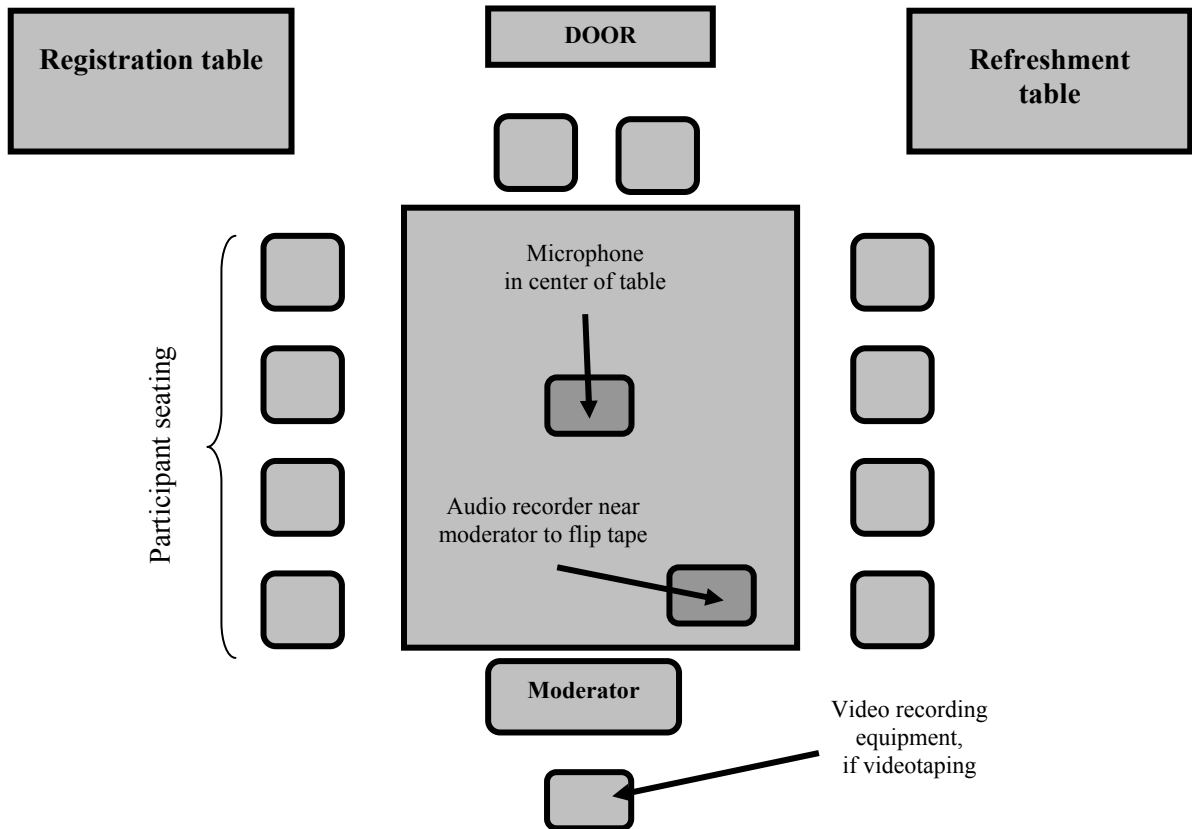 DOOR
Registration table
Refreshment
table
Microphone
in center of table
Participant seating
Audio recorder near
moderator to flip tape
Moderator
Video recording
equipment,
if videotaping